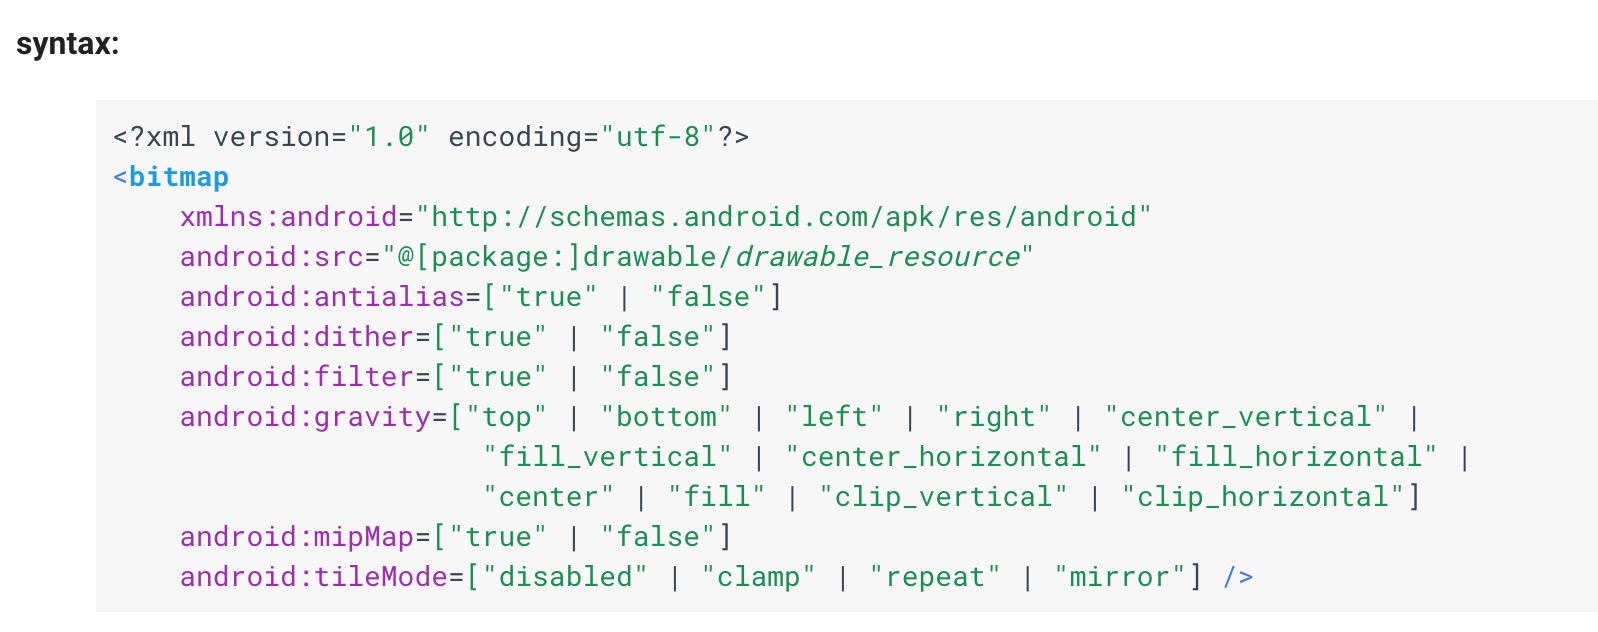 syntax:
<?xml version="1.0" encoding="utf-8"?>
<bitmap
    xmlns:android="http://schemas.android.com/apk/res/android"
    android:src="@[package:]drawable/drawable_resource"
    android:antialias=["true" | "false"]
    android:dither=["true" | "false"]
    android:filter=["true" | "false"]
    android:gravity=["top" | "bottom" | "left" | "right" | "center_vertical" |
                      "fill_vertical" | "center_horizontal" | "fill_horizontal" |
                      "center" | "fill" | "clip_vertical" | "clip_horizontal"]
    android:mipMap=["true" | "false"]
    android:tileMode=["disabled" | "clamp" | "repeat" | "mirror"] />